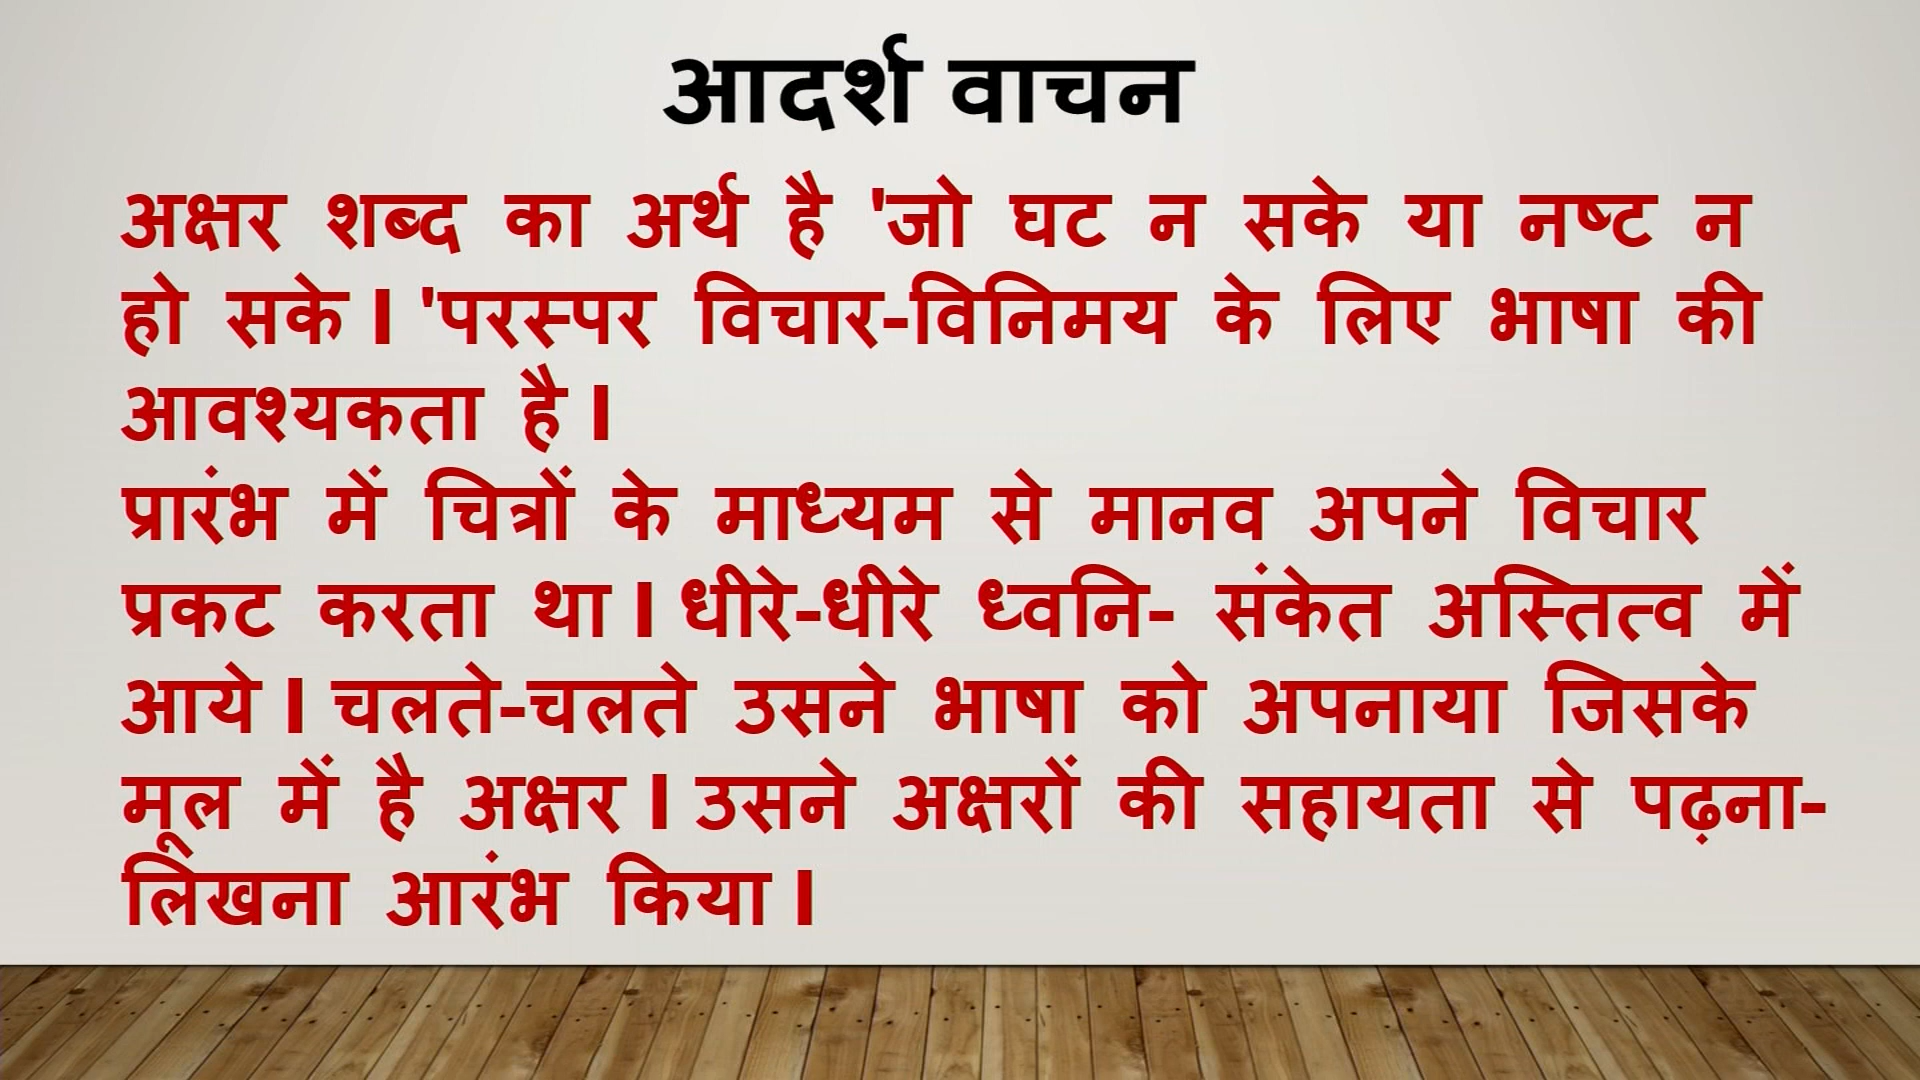 आदर्श वाचन
अक्षर शब्द का अर्थ है 'जो घट न सके या नष्ट न
हो सके। 'परस्पर विचार-विनिमय के लिए भाषा की
आवश्यकता है।
प्रारंभ में चित्रों के माध्यम से मानव अपने विचार
प्रकट करता था। धीरे-धीरे ध्वनि- संकेत अस्तित्व में
आये। चलते-चलते उसने भाषा को अपनाया जिसके
मूल में है अक्षर। उसने अक्षरों की सहायता से पढ़ना-
लिखना आरंभ किया।